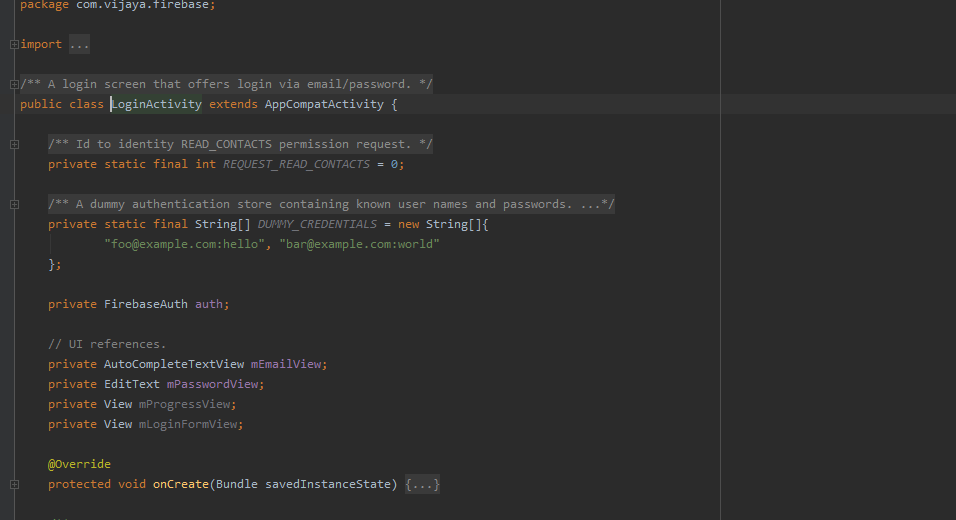 package com.vijaya.firebase;
import ...
/** A login screen that offers login via email/password. */
public class LoginActivity extends AppCompatActivity {
/** Id to identity READ_CONTACTS permission request. */
private static final int REQUEST_READ_CONTACTS = 0;
/** A dummy authentication store containing known user names and passwords. ...*/
private static final String[] DUMMY_CREDENTIALS = new String[]{
"foo@example.com:hello", "bar@example.com:world"
};
private FirebaseAuth auth;
// UI references.
private AutoCompleteTextView mEmailView;
private EditText mPasswordView;
private View mProgressView;
private View mLoginFormView;
@Override
protected void onCreate(Bundle savedInstanceState) {...}